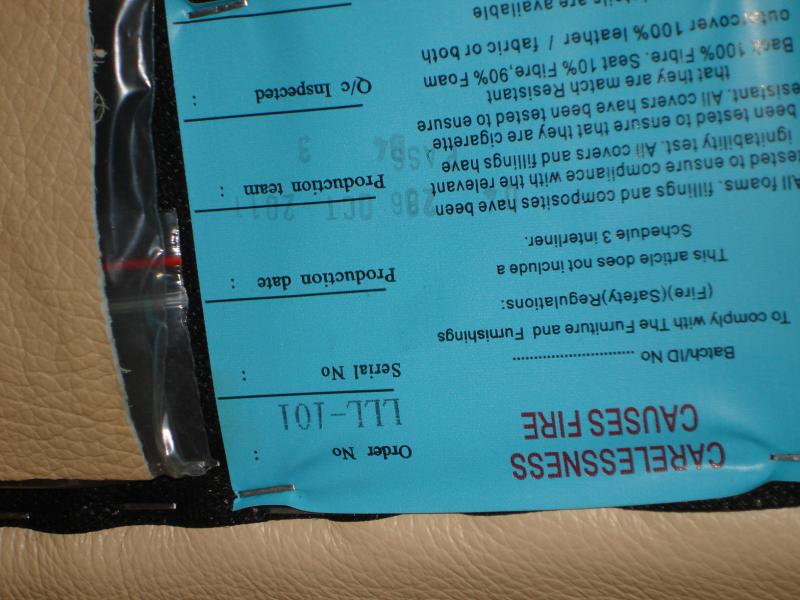 CARELESSNESS
CAUSES FIRE
Batch/ID No
To comply with The Furniture and Furnishings
(Fire)(Safety)(Regulations:
This article does not include a
Schedule 3 interliner.
All foams. fillings and composites have been
tested to ensure compliance with the relevant
ignitability test. All covers and fillings have
been tested to ensure that they are cigarette
resistant. All covers have been tested to ensure
that they are match Resistant
Back 100% Fibre. Seat 10% Fibre,90% Foam
outercover 100% leather / fabric or both
are available
Order No :
LLL-101
Serial No :
Production date :
OCT 2011
Production team :
3
Q/c Inspected :